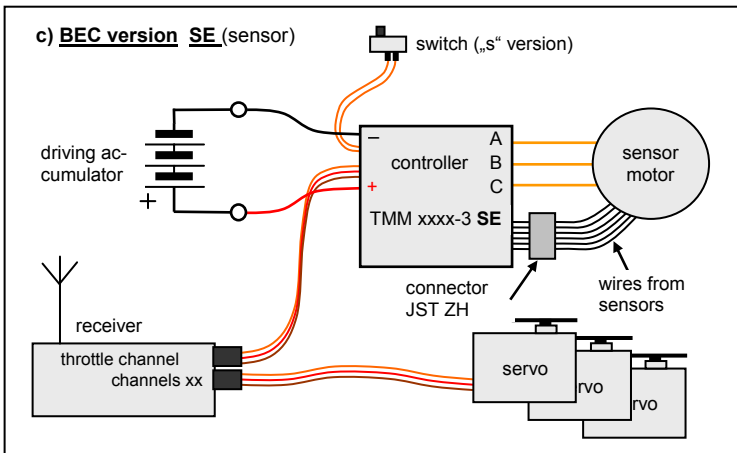 c) BEC version SE (sensor)
switch („s“ version)
driving ac-
cumulator
+
−
+
controller
TMM xxxx-3 SE
A
B
C
sensor
motor
connector
JST ZH
wires from
sensors
receiver
throttle channel
channels xx
servo
rvo
rvo